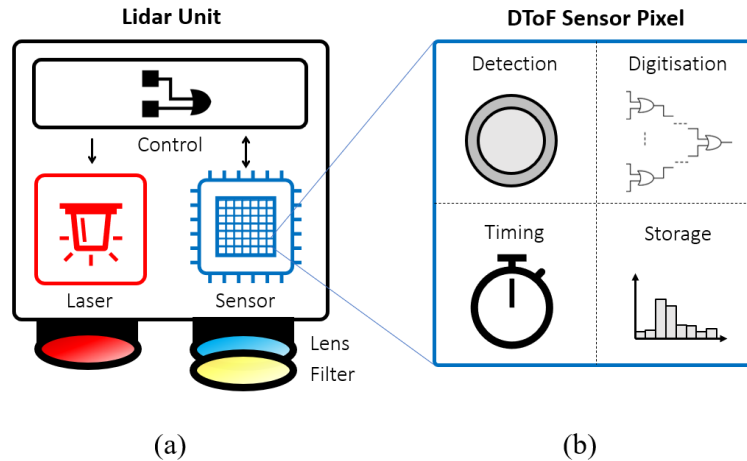 Lidar Unit
Control
Laser
Sensor
Lens
Filter
(a)
DToF Sensor Pixel
Detection
Digitisation
Timing
Storage
(b)